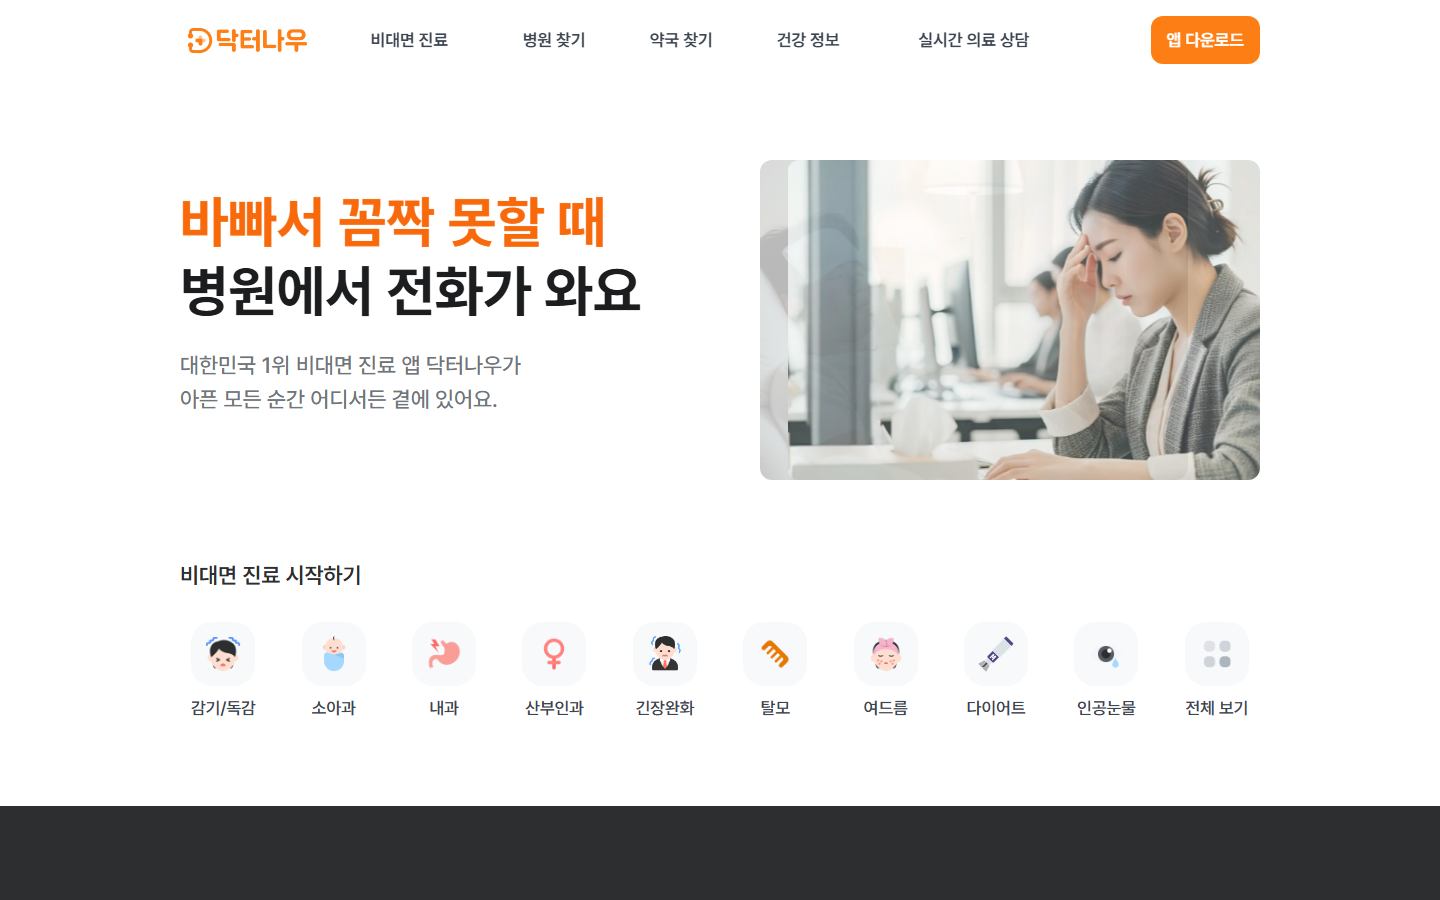 닥터나우
비대면 진료
병원 찾기
약국 찾기
건강 정보
실시간 의료 상담
앱 다운로드
바빠서 꼼짝 못할 때
병원에서 전화가 와요
대한민국 1위 비대면 진료 앱 닥터나우가
아픈 모든 순간 어디서든 곁에 있어요.
비대면 진료 시작하기
감기/독감
소아과
내과
산부인과
긴장완화
탈모
여드름
다이어트
인공눈물
전체 보기